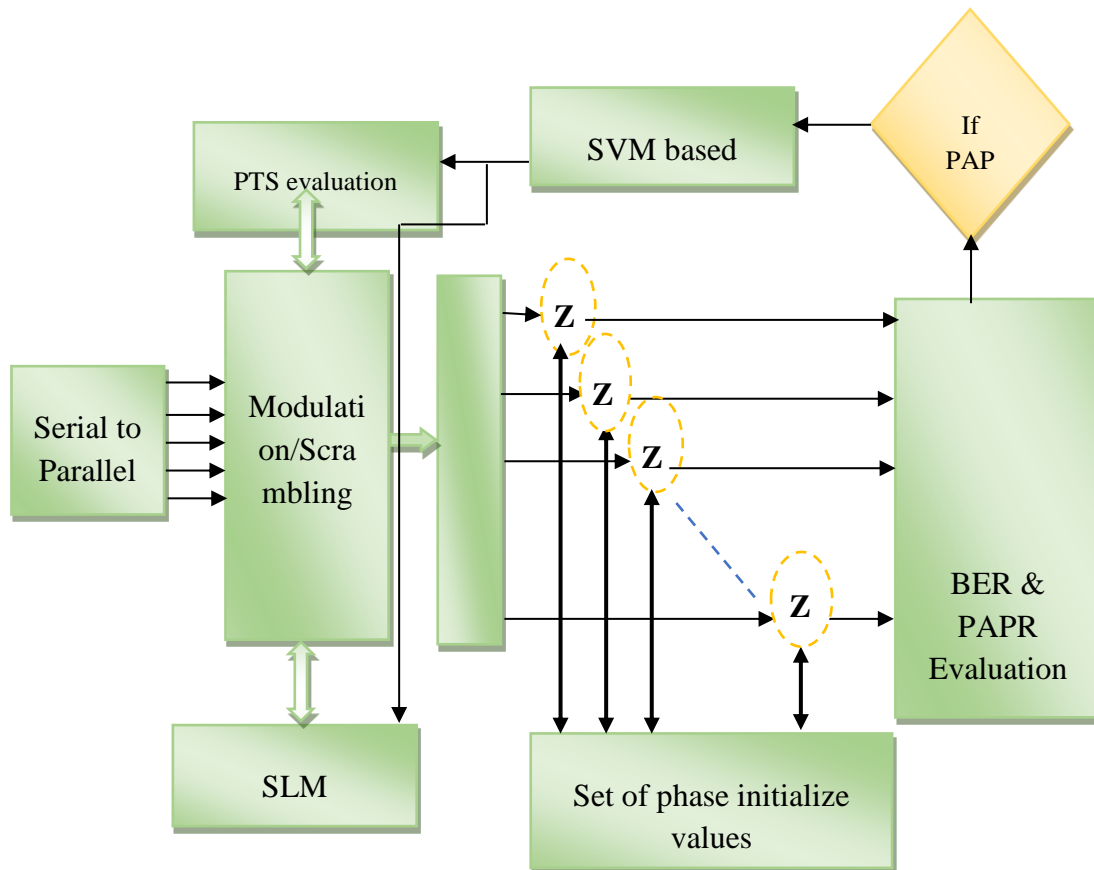 If
PAP
SVM based
PTS evaluation
Z
Z
Z
Z
Serial to
Parallel
Modulati
on/Scra
mbling
BER &
PAPR
Evaluation
SLM
Set of phase initialize
values